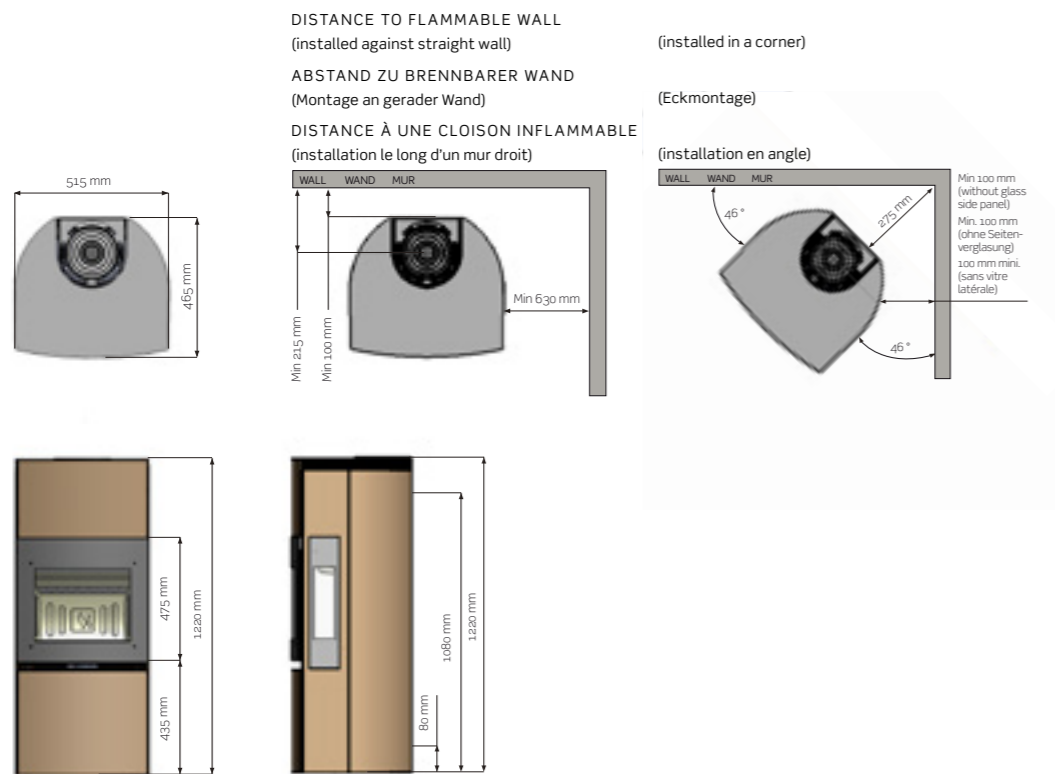 DISTANCE TO FLAMMABLE WALL
(installed against straight wall)
(installed in a corner)
ABSTAND ZU BRENNBARER WAND
(Montage an gerader Wand)
(Eckmontage)
DISTANCE À UNE CLOISON INFLAMMABLE
(installation le long d'un mur droit)
(installation en angle)
515 mm
465 mm
WALL WAND MUR
Min 215 mm
Min 100 mm
Min 630 mm
WALL WAND MUR
46°
275 mm
46°
Min 100 mm
(without glass
side panel)
Min. 100 mm
(ohne Seiten-
verglasung)
100 mm mini.
(sans vitre
latérale)
475 mm
435 mm
1220 mm
80 mm
1080 mm
1220 mm